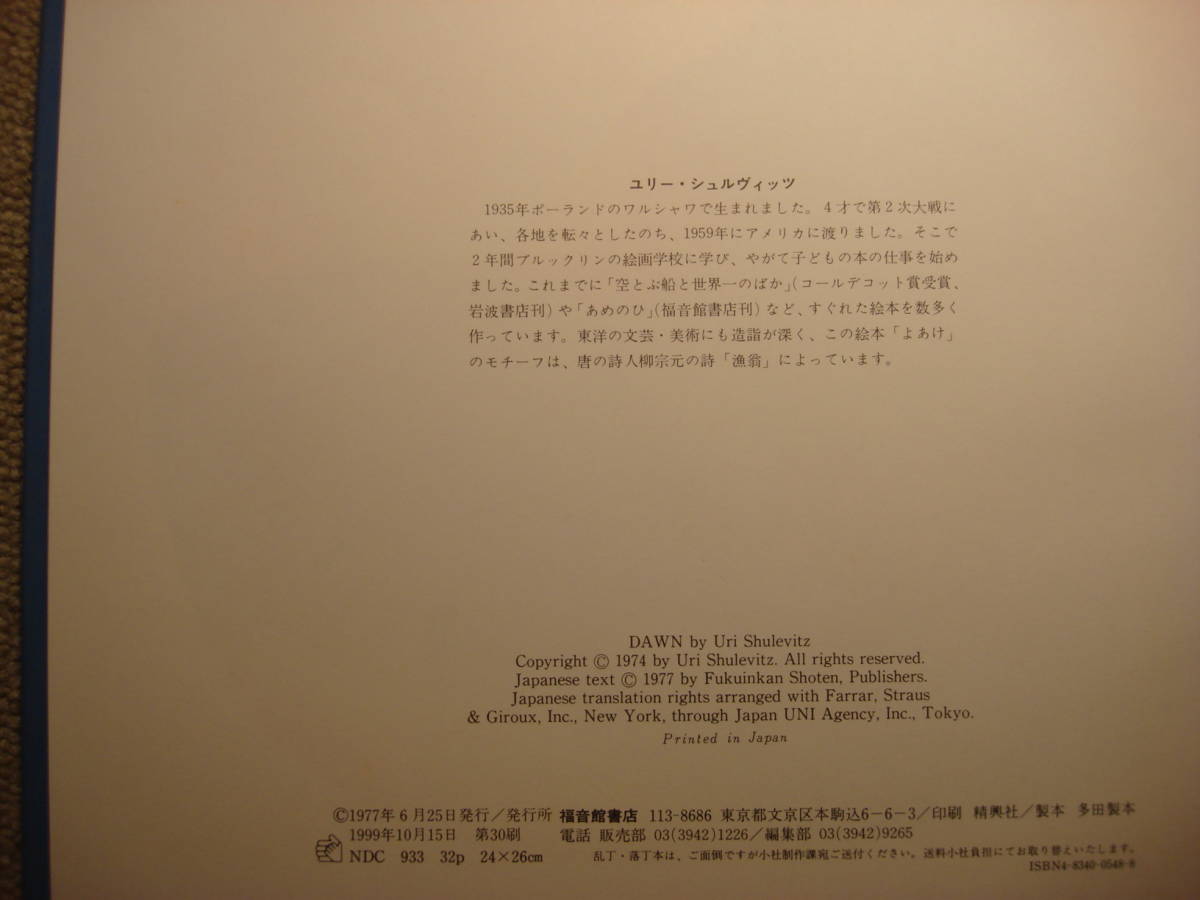 ユリー・シュルヴィッツ
1935年ポーランドのワルシャワで生まれました。4才で第2次大戦に
あい、各地を転々としたのち、1959年にアメリカに渡りました。そこで
2年間ブルックリンの絵画学校に学び、やがて子どもの本の仕事を始め
ました。これまでに「空とぶ船と世界一のばか」(コールデコット賞受賞、
岩波書店刊)や「あめのひ」(福音館書店刊)など、すぐれた絵本を数多く
作っています。東洋の文芸・美術にも造詣が深く、この絵本「よあけ」
のモチーフは、唐の詩人柳宗元の詩「漁翁」によっています。
DAWN by Uri Shulevitz
Copyright © 1974 by Uri Shulevitz. All rights reserved.
Japanese text © 1977 by Fukuinkan Shoten, Publishers.
Japanese translation rights arranged with Farrar, Straus
& Giroux, Inc., New York, through Japan UNI Agency, Inc., Tokyo.
Printed in Japan
©1977年6月25日発行/発行所 福音館書店 113-8686 東京都文京区本駒込6-6-3/印刷 精興社/製本 多田製本
1999年10月15日 第30刷 電話 販売部 03(3942)1226/編集部 03(3942)9265
NDC 933 32p 24×26cm 乱丁・落丁本は、ご面倒ですが小社制作課宛ご送付ください。送料小社負担にてお取り替えいたします。
ISBN4-8340-0548-8